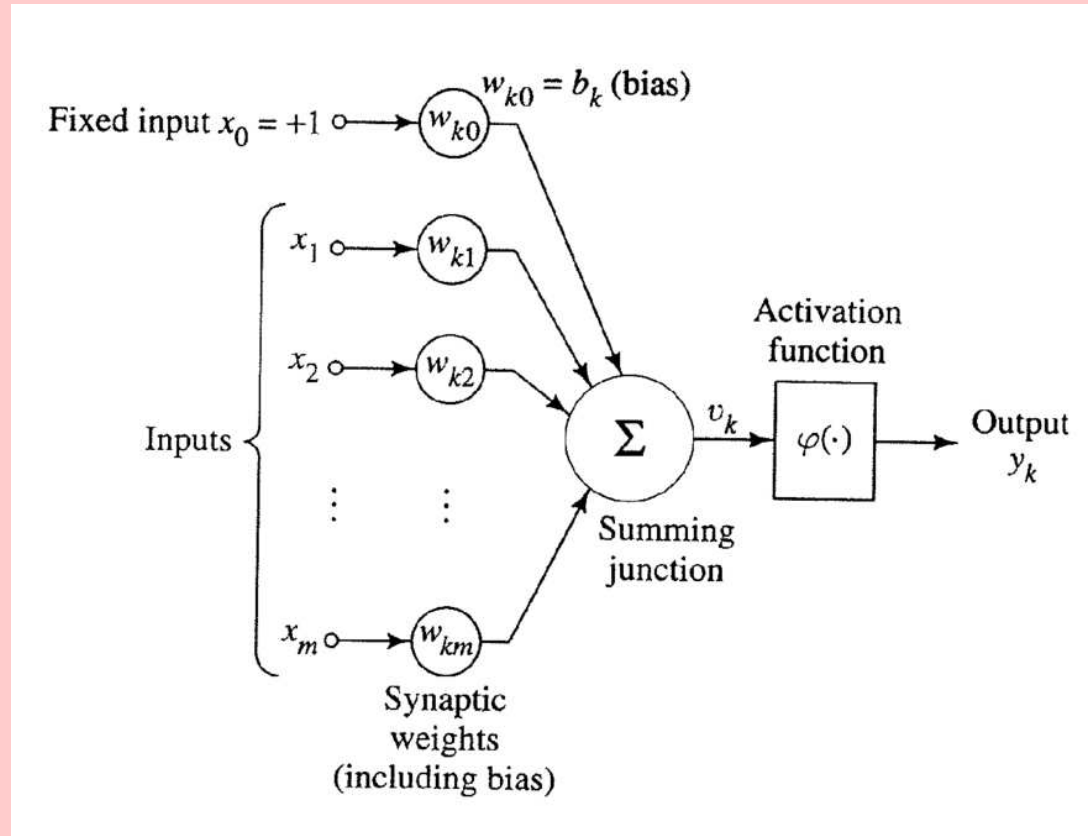 w_k0 = b_k (bias)
Fixed input x_0 = +1
w_k0
x_1
w_k1
x_2
w_k2
Inputs
⋮ ⋮
x_m
w_km
Synaptic
weights
(including bias)
Σ
Summing
junction
v_k
Activation
function
φ(·)
Output
y_k